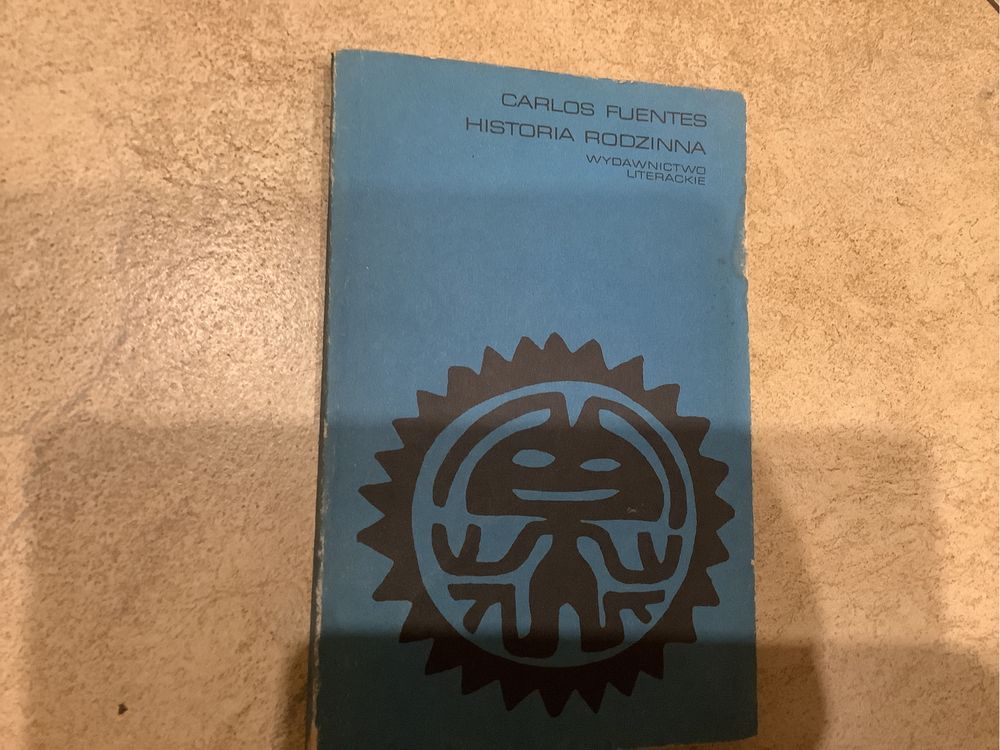 CARLOS FUENTES
HISTORIA RODZINNA
WYDAWNICTWO
LITERACKIE